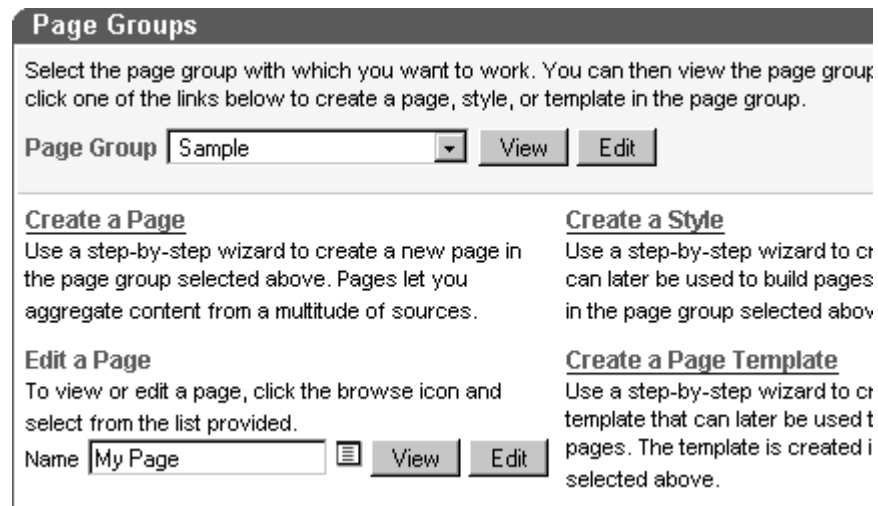 Page Groups
Select the page group with which you want to work. You can then view the page group
click one of the links below to create a page, style, or template in the page group.
Page Group Sample View Edit
Create a Page
Use a step-by-step wizard to create a new page in
the page group selected above. Pages let you
aggregate content from a multitude of sources.
Edit a Page
To view or edit a page, click the browse icon and
select from the list provided.
Name My Page View Edit
Create a Style
Use a step-by-step wizard to
can later be used to build pages
in the page group selected
Create a Page Template
Use a step-by-step wizard to
template that can later be used
pages. The template is created
selected above.